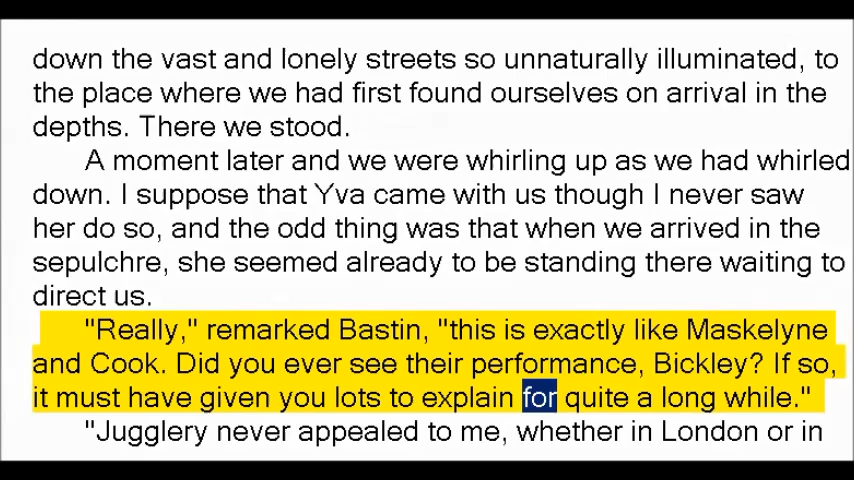 down the vast and lonely streets so unnaturally illuminated, to
the place where we had first found ourselves on arrival in the
depths. There we stood.
A moment later and we were whirling up as we had whirled
down. I suppose that Yva came with us though I never saw
her do so, and the odd thing was that when we arrived in the
sepulchre, she seemed already to be standing there waiting to
direct us.
"Really," remarked Bastin, "this is exactly like Maskelyne
and Cook. Did you ever see their performance, Bickley? If so,
it must have given you lots to explain for quite a long while."
"Jugglery never appealed to me, whether in London or in